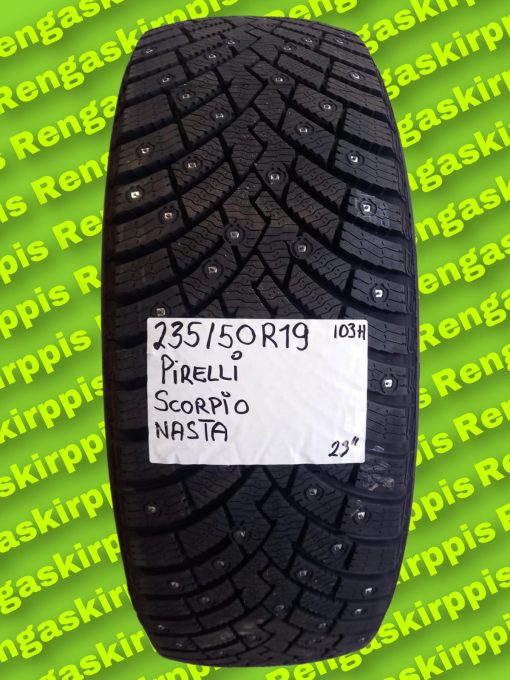 235/50R19 103H
PIRELLI
SCORPIO
NASTA 23"
Rengaskirppis